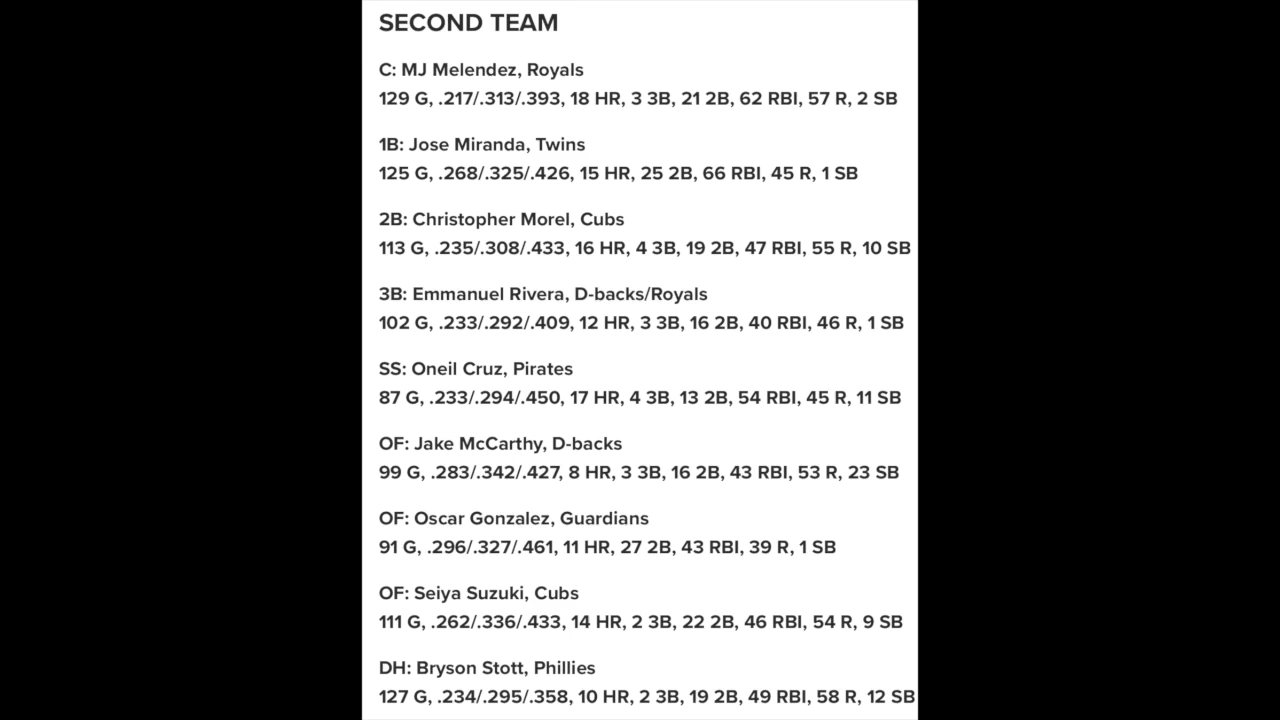 SECOND TEAM
C: MJ Melendez, Royals
129 G, .217/.313/.393, 18 HR, 3 3B, 21 2B, 62 RBI, 57 R, 2 SB
1B: Jose Miranda, Twins
125 G, .268/.325/.426, 15 HR, 25 2B, 66 RBI, 45 R, 1 SB
2B: Christopher Morel, Cubs
113 G, .235/.308/.433, 16 HR, 4 3B, 19 2B, 47 RBI, 55 R, 10 SB
3B: Emmanuel Rivera, D-backs/Royals
102 G, .233/.292/.409, 12 HR, 3 3B, 16 2B, 40 RBI, 46 R, 1 SB
SS: Oneil Cruz, Pirates
87 G, .233/.294/.450, 17 HR, 4 3B, 13 2B, 54 RBI, 45 R, 11 SB
OF: Jake McCarthy, D-backs
99 G, .283/.342/.427, 8 HR, 3 3B, 16 2B, 43 RBI, 53 R, 23 SB
OF: Oscar Gonzalez, Guardians
91 G, .296/.327/.461, 11 HR, 27 2B, 43 RBI, 39 R, 1 SB
OF: Seiya Suzuki, Cubs
111 G, .262/.336/.433, 14 HR, 2 3B, 22 2B, 46 RBI, 54 R, 9 SB
DH: Bryson Stott, Phillies
127 G, .234/.295/.358, 10 HR, 2 3B, 19 2B, 49 RBI, 58 R, 12 SB